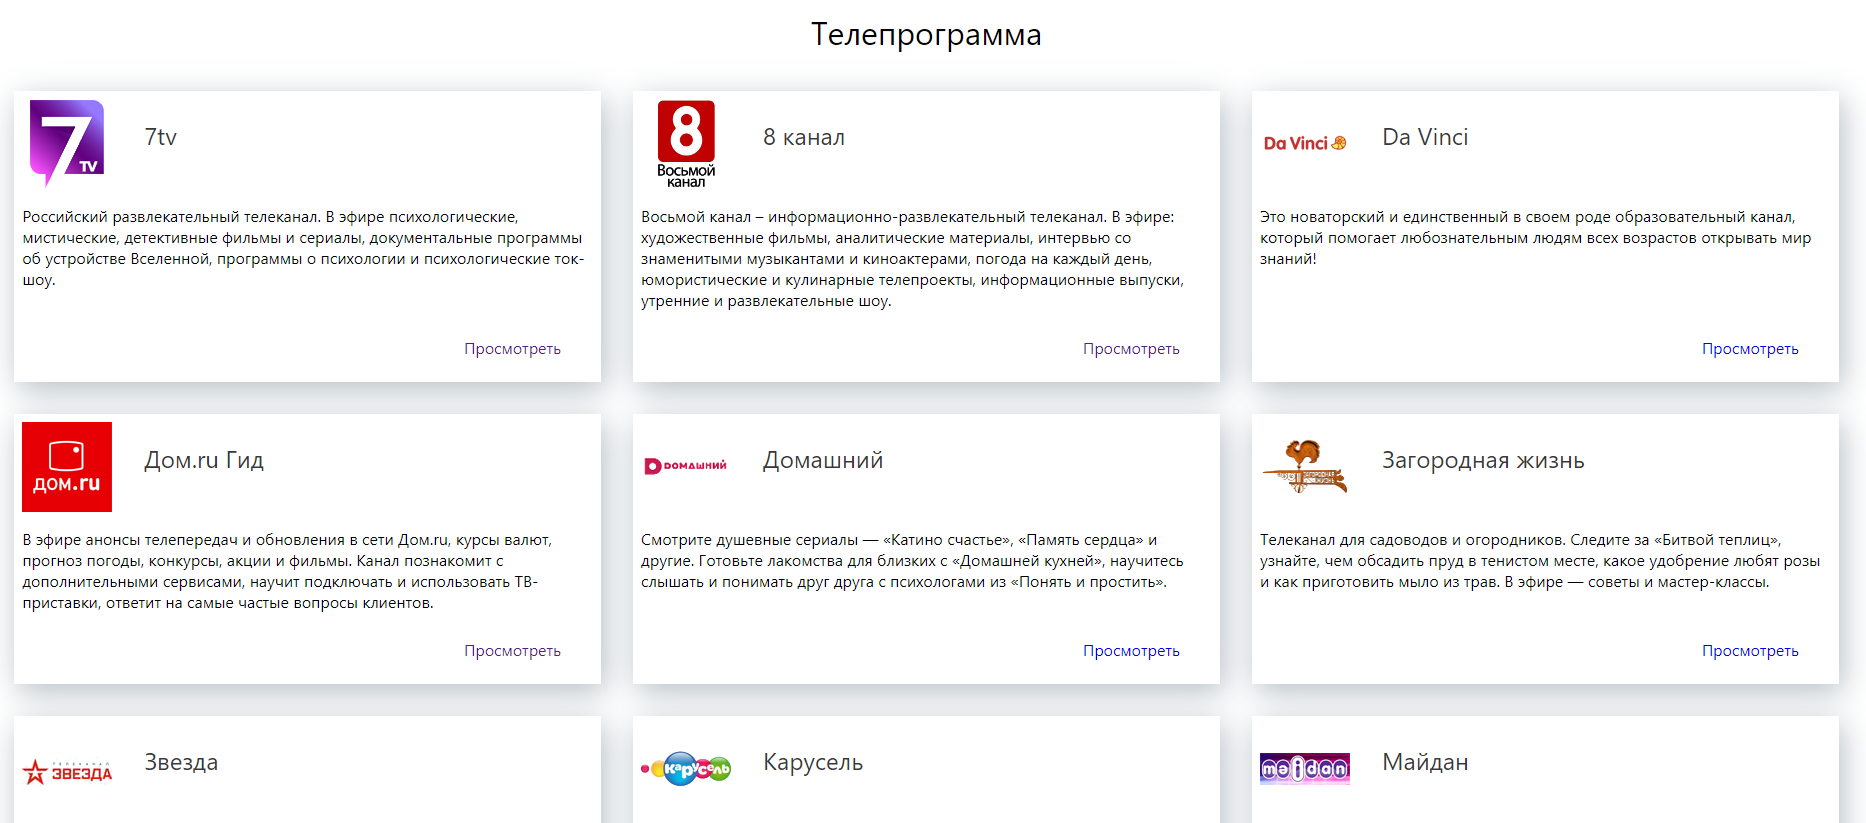 Телепрограмма
7 TV
7tv
Российский развлекательный телеканал. В эфире психологические,
мистические, детективные фильмы и сериалы, документальные программы
об устройстве Вселенной, программы о психологии и психологические ток-
шоу.
Просмотреть
8
Восьмой
канал
8 канал
Восьмой канал – информационно-развлекательный телеканал. В эфире:
художественные фильмы, аналитические материалы, интервью со
знаменитыми музыкантами и киноактерами, погода на каждый день,
юмористические и кулинарные телепроекты, информационные выпуски,
утренние и развлекательные шоу.
Просмотреть
Da Vinci
Da Vinci
Это новаторский и единственный в своем роде образовательный канал,
который помогает любознательным людям всех возрастов открывать мир
знаний!
Просмотреть
дом.ru
Дом.ru Гид
В эфире анонсы телепередач и обновления в сети Дом.ru, курсы валют,
прогноз погоды, конкурсы, акции и фильмы. Канал познакомит с
дополнительными сервисами, научит подключать и использовать ТВ-
приставки, ответит на самые частые вопросы клиентов.
Просмотреть
Dомашний
Домашний
Смотрите душевные сериалы — «Катино счастье», «Память сердца» и
другие. Готовьте лакомства для близких с «Домашней кухней», научитесь
слышать и понимать друг друга с психологами из «Понять и простить».
Просмотреть
Загородная жизнь
Телеканал для садоводов и огородников. Следите за «Битвой теплиц»,
узнайте, чем обсадить пруд в тенистом месте, какое удобрение любят розы
и как приготовить мыло из трав. В эфире — советы и мастер-классы.
Просмотреть
ТЕЛЕКАНАЛ
ЗВЕЗДА
Звезда
Карусель
Карусель
məidan
Майдан